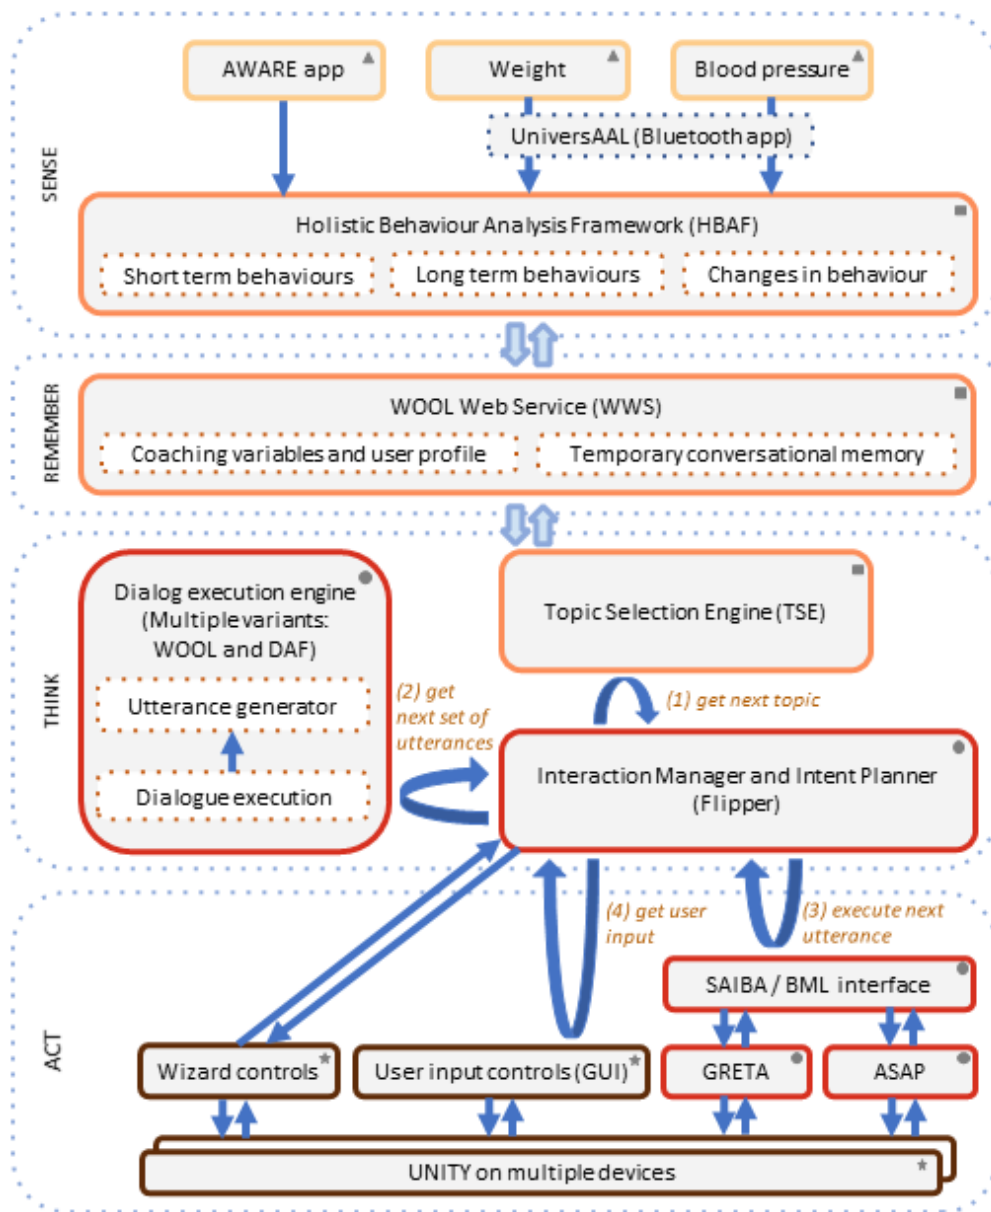 SENSE
AWARE app
Weight
Blood pressure
UniversAAL (Bluetooth app)
Holistic Behaviour Analysis Framework (HBAF)
Short term behaviours
Long term behaviours
Changes in behaviour
REMEMBER
WOOL Web Service (WWS)
Coaching variables and user profile
Temporary conversational memory
THINK
Dialog execution engine
(Multiple variants:
WOOL and DAF)
Utterance generator
Dialogue execution
(2) get
next set of
utterances
Topic Selection Engine (TSE)
(1) get next topic
Interaction Manager and Intent Planner
(Flipper)
ACT
(4) get user
input
(3) execute next
utterance
SAIBA / BML interface
Wizard controls
User input controls (GUI)
GRETA
ASAP
UNITY on multiple devices